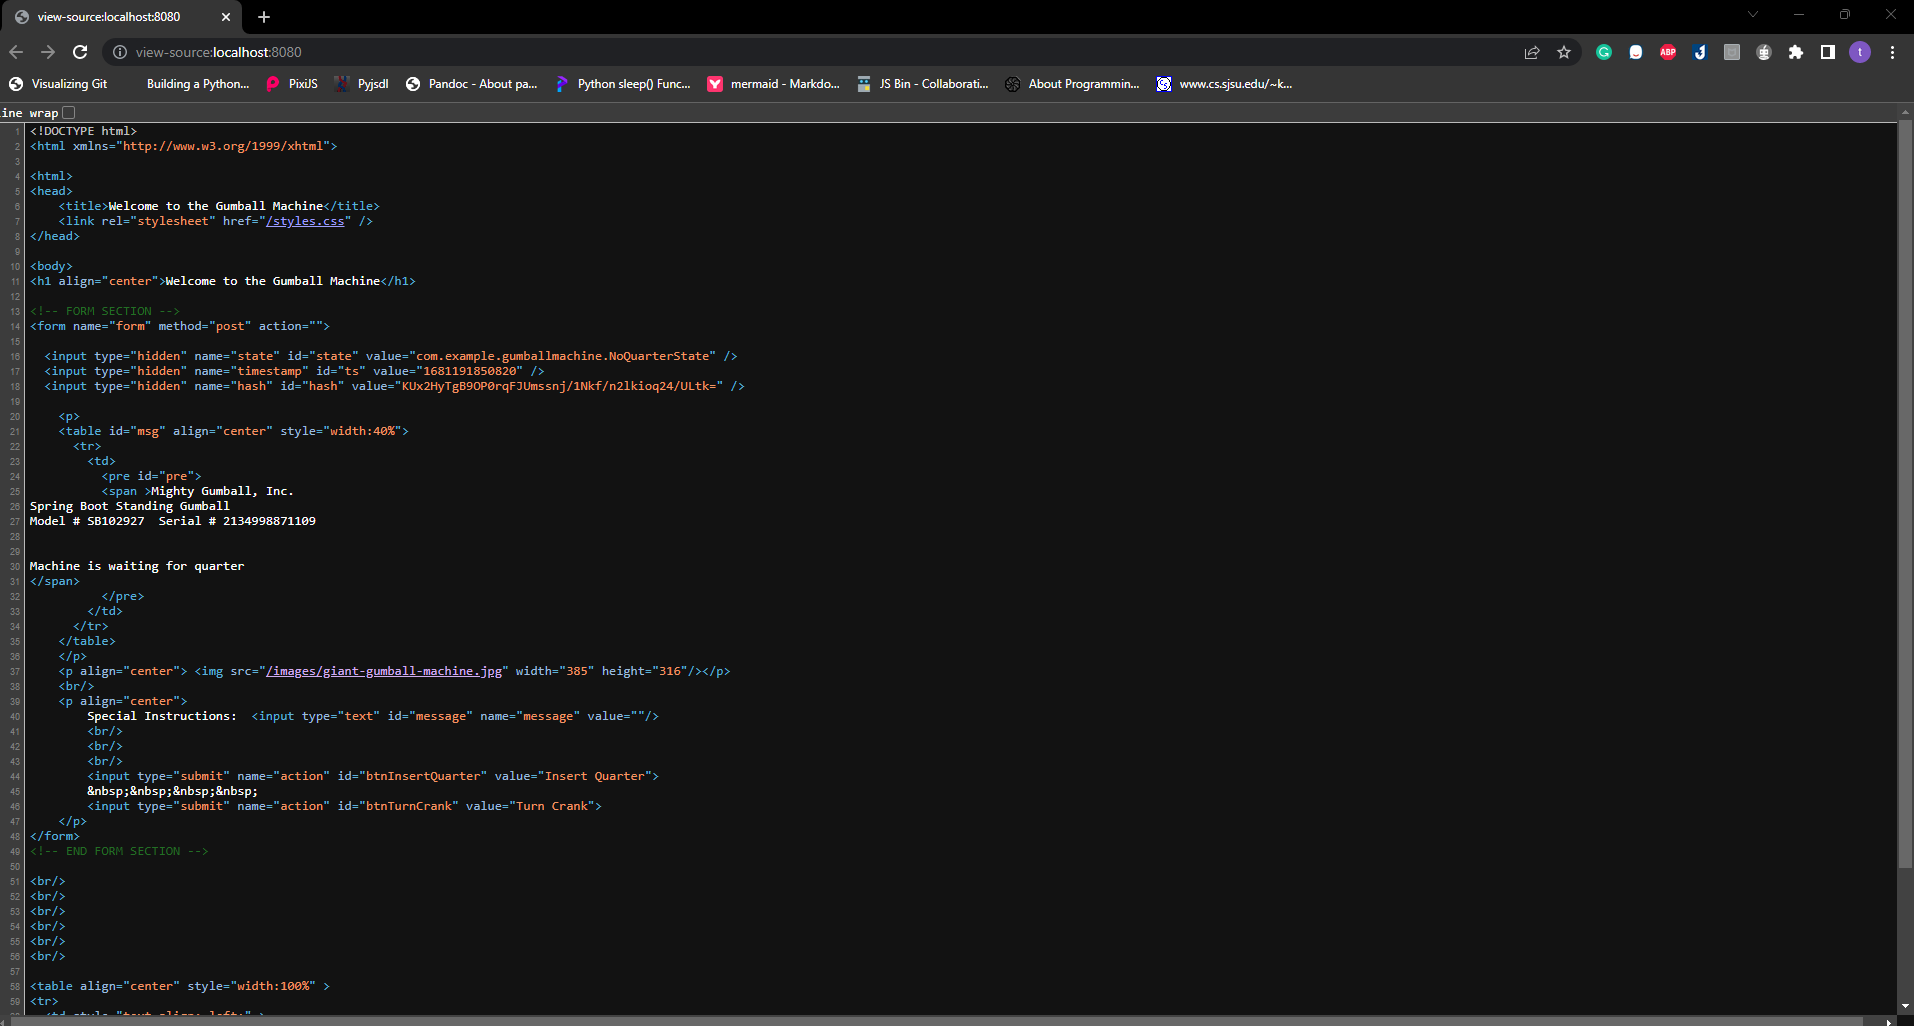 view-source:localhost:8080
view-source:localhost:8080
ABP
t
Visualizing Git
Building a Python...
PixiJS
Pyjsdl
Pandoc - About pa...
Python sleep() Func...
mermaid - Markdo...
JS Bin - Collaborati...
About Programmin...
www.cs.sjsu.edu/~k...
ine wrap
1 <!DOCTYPE html>
2 <html xmlns="http://www.w3.org/1999/xhtml">
3
4 <html>
5 <head>
6 <title>Welcome to the Gumball Machine</title>
7 <link rel="stylesheet" href="/styles.css" />
8 </head>
9
10 <body>
11 <h1 align="center">Welcome to the Gumball Machine</h1>
12
13 <!-- FORM SECTION -->
14 <form name="form" method="post" action="">
15
16 <input type="hidden" name="state" id="state" value="com.example.gumballmachine.NoQuarterState" />
17 <input type="hidden" name="timestamp" id="ts" value="1681191850820" />
18 <input type="hidden" name="hash" id="hash" value="KUx2HyTgB9OP0rqFJUmssnj/1Nkf/n2lkioq24/ULtk=" />
19
20 <p>
21 <table id="msg" align="center" style="width:40%">
22 <tr>
23 <td>
24 <pre id="pre">
25 <span >Mighty Gumball, Inc.
26 Spring Boot Standing Gumball
27 Model # SB102927 Serial # 2134998871109
28
29
30 Machine is waiting for quarter
31 </span>
32 </pre>
33 </td>
34 </tr>
35 </table>
36 </p>
37 <p align="center"> <img src="/images/giant-gumball-machine.jpg" width="385" height="316"/></p>
38 <br/>
39 <p align="center">
40 Special Instructions: <input type="text" id="message" name="message" value=""/>
41 <br/>
42 <br/>
43 <br/>
44 <input type="submit" name="action" id="btnInsertQuarter" value="Insert Quarter">
45 &nbsp;&nbsp;&nbsp;&nbsp;
46 <input type="submit" name="action" id="btnTurnCrank" value="Turn Crank">
47 </p>
48 </form>
49 <!-- END FORM SECTION -->
50
51 <br/>
52 <br/>
53 <br/>
54 <br/>
55 <br/>
56 <br/>
57
58 <table align="center" style="width:100%" >
59 <tr>
<td style="text-align: left;" >